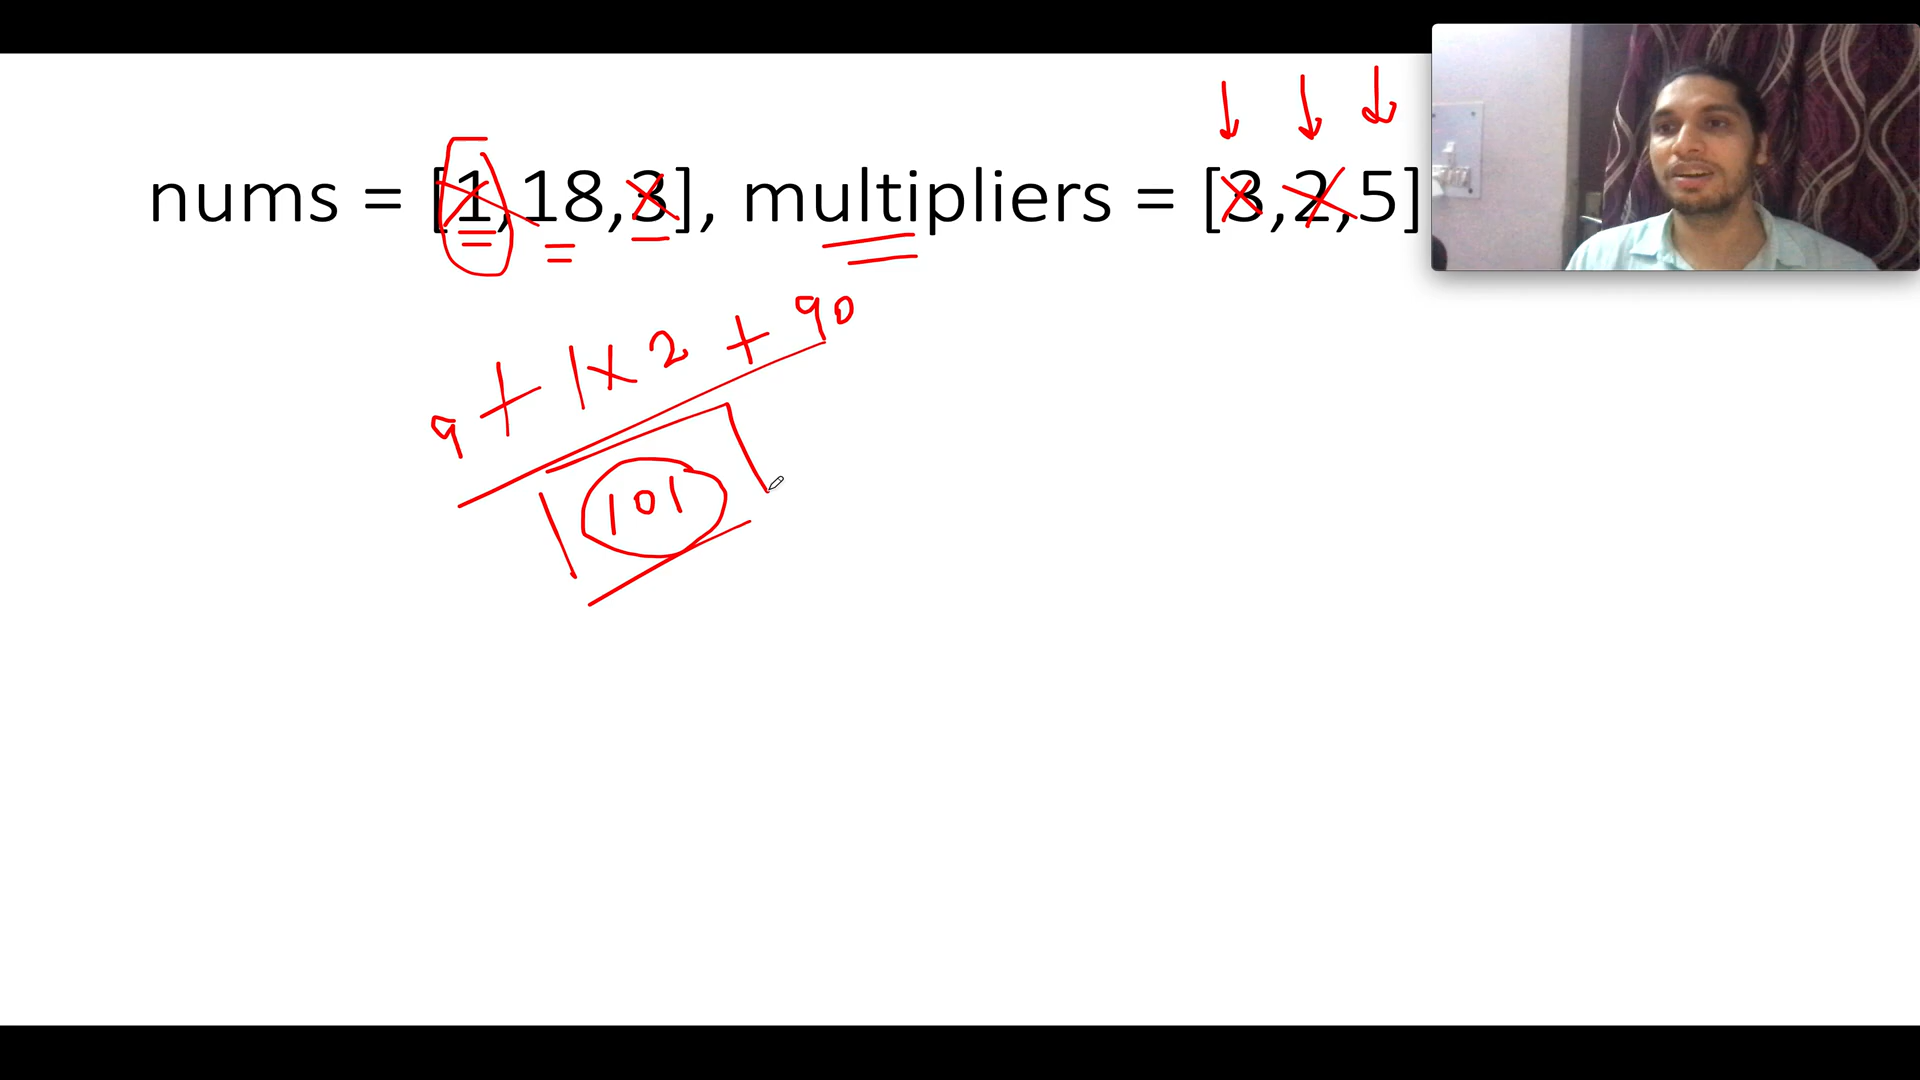 nums = [1,18,3], multipliers = [3,2,5]
9 + 1x2 + 90
101